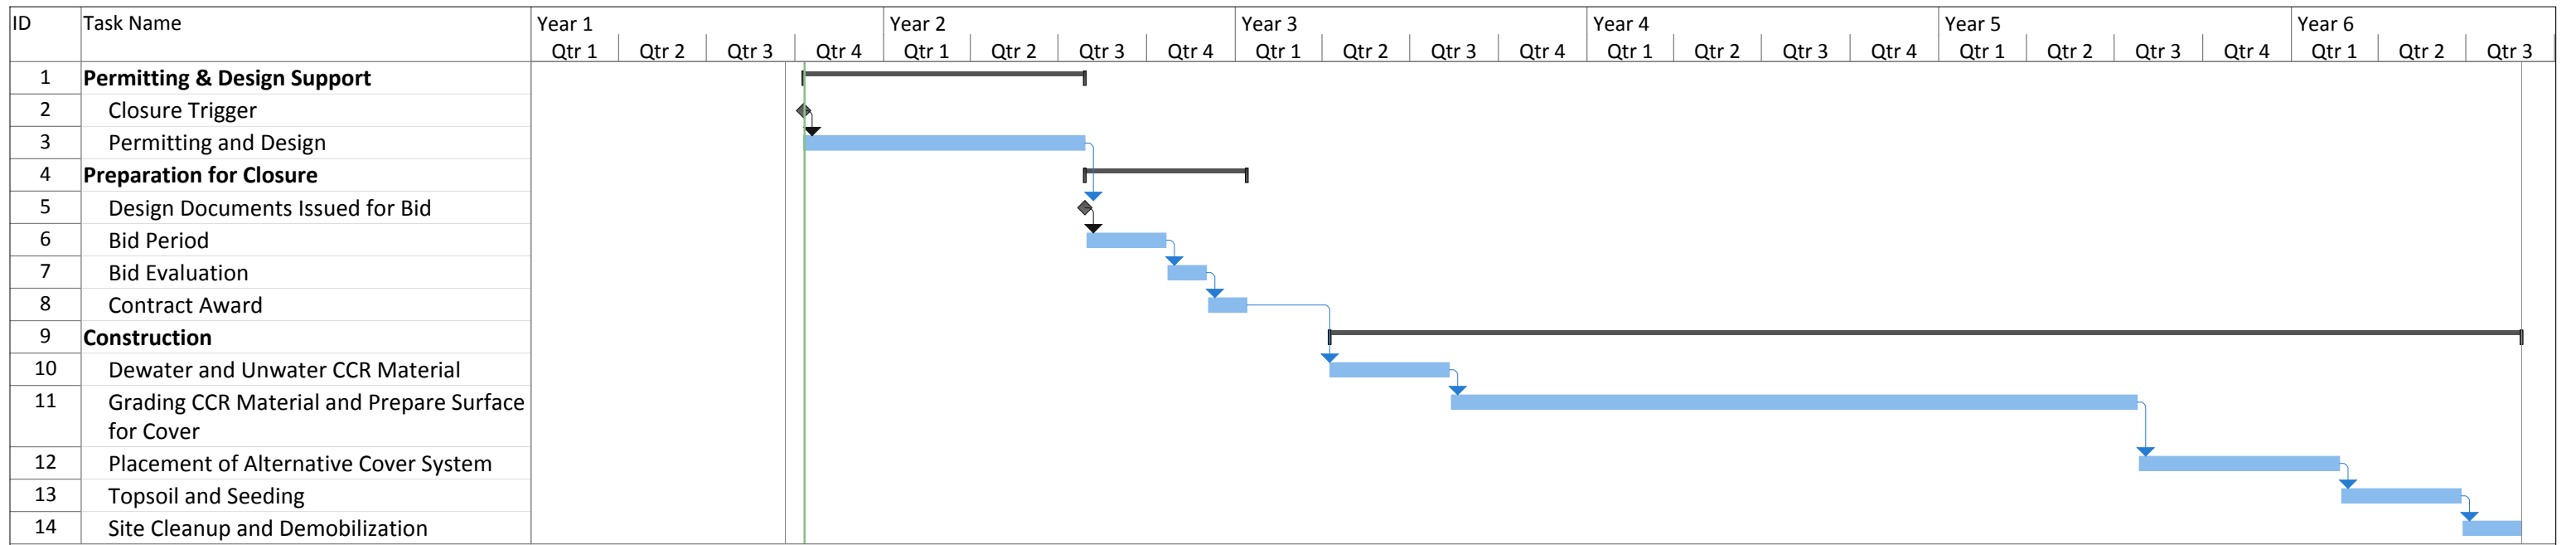 ID Task Name Year 1 Year 2 Year 3 Year 4 Year 5 Year 6
Qtr 1 Qtr 2 Qtr 3 Qtr 4 Qtr 1 Qtr 2 Qtr 3 Qtr 4 Qtr 1 Qtr 2 Qtr 3 Qtr 4 Qtr 1 Qtr 2 Qtr 3 Qtr 4 Qtr 1 Qtr 2 Qtr 3 Qtr 4 Qtr 1 Qtr 2 Qtr 3
1 Permitting & Design Support
2 Closure Trigger
3 Permitting and Design
4 Preparation for Closure
5 Design Documents Issued for Bid
6 Bid Period
7 Bid Evaluation
8 Contract Award
9 Construction
10 Dewater and Unwater CCR Material
11 Grading CCR Material and Prepare Surface
for Cover
12 Placement of Alternative Cover System
13 Topsoil and Seeding
14 Site Cleanup and Demobilization